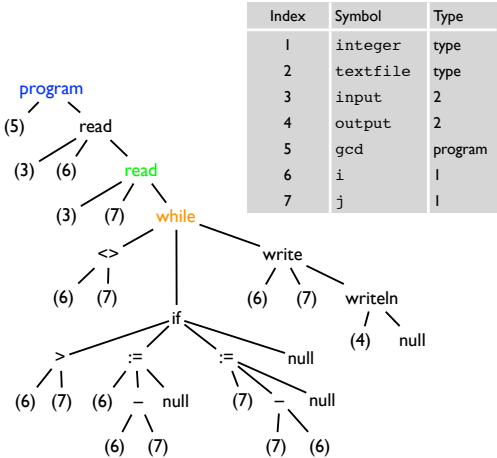 Index Symbol Type
1 integer type
2 textfile type
3 input 2
4 output 2
5 gcd program
6 i 1
7 j 1
program
(5) read
(3) (6) read
(3) (7) while
<> write
(6) (7) (6) (7) writeln
if (4) null
> := := null
(6) (7) (6) – null (7) – null
(6) (7) (7) (6)